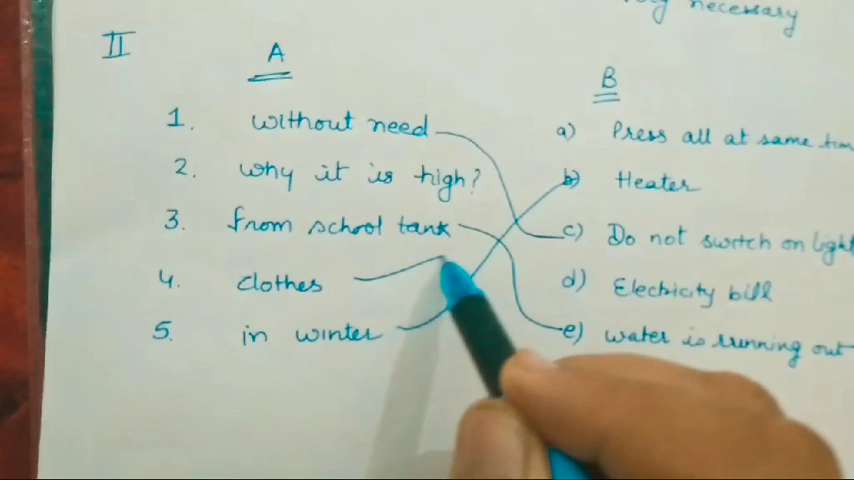 necessary
II
A
B
1. without need
a) Press all at same
2. why it is high?
b) Heater
3. from school tank
c) Do not switch on light
4. clothes
d) Electricity bill
5. in winter
e) water is running out